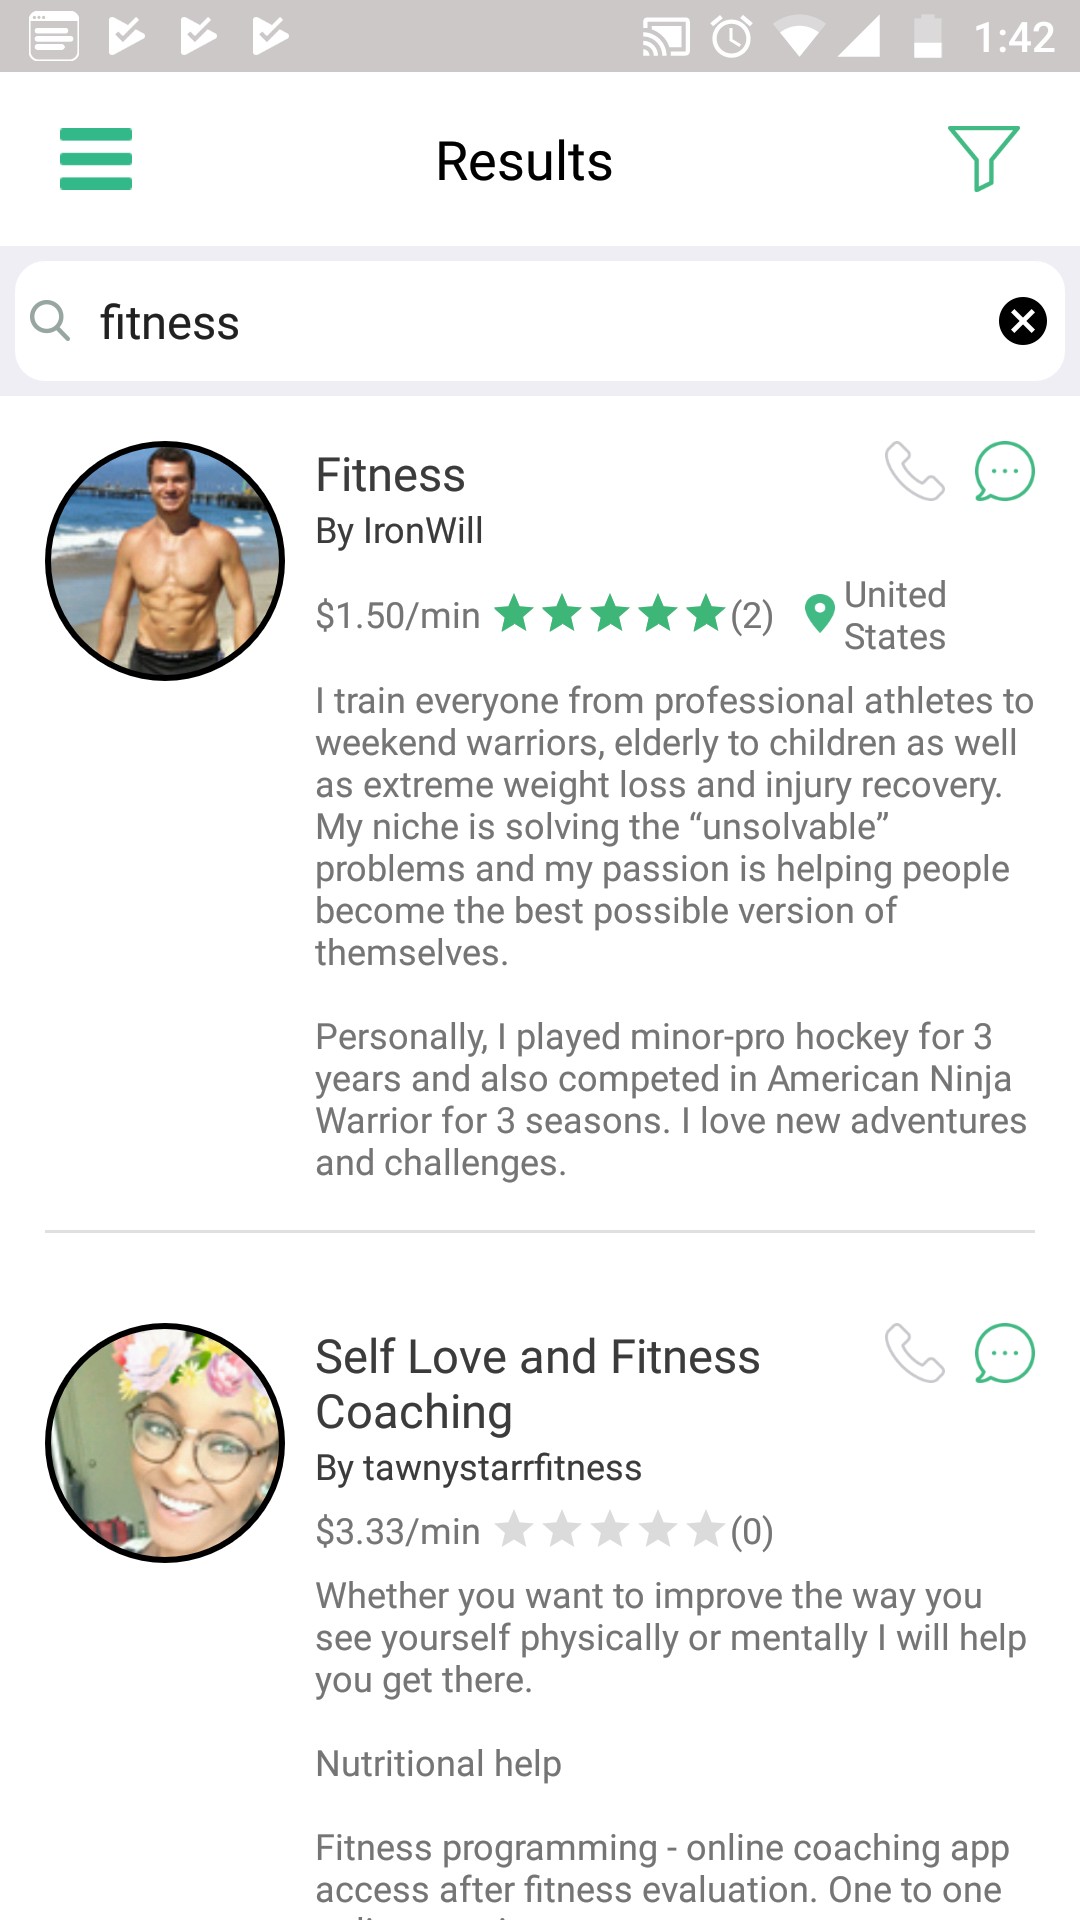 1:42
Results
fitness
Fitness
By IronWill
$1.50/min (2) United
States
I train everyone from professional athletes to
weekend warriors, elderly to children as well
as extreme weight loss and injury recovery.
My niche is solving the “unsolvable”
problems and my passion is helping people
become the best possible version of
themselves.
Personally, I played minor-pro hockey for 3
years and also competed in American Ninja
Warrior for 3 seasons. I love new adventures
and challenges.
Self Love and Fitness
Coaching
By tawnystarrfitness
$3.33/min (0)
Whether you want to improve the way you
see yourself physically or mentally I will help
you get there.
Nutritional help
Fitness programming - online coaching app
access after fitness evaluation. One to one